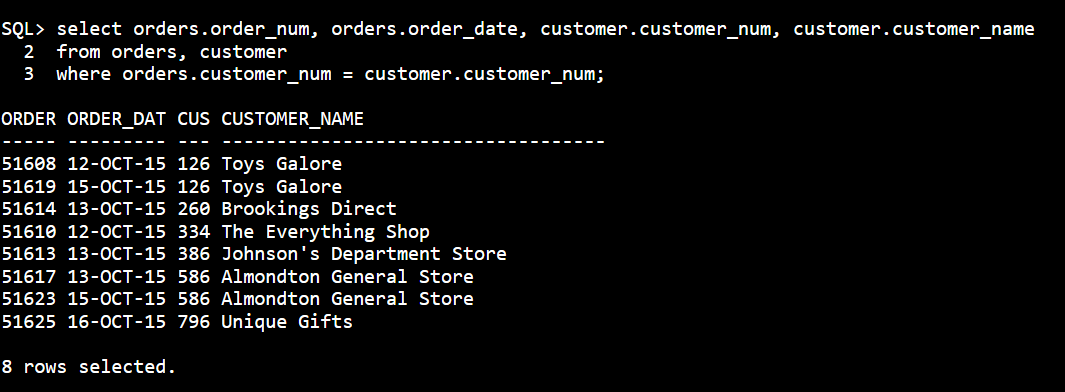 SQL> select orders.order_num, orders.order_date, customer.customer_num, customer.customer_name
  2  from orders, customer
  3  where orders.customer_num = customer.customer_num;

ORDER ORDER_DAT CUS CUSTOMER_NAME
----- --------- --- -----------------------------------
51608 12-OCT-15 126 Toys Galore
51619 15-OCT-15 126 Toys Galore
51614 13-OCT-15 260 Brookings Direct
51610 12-OCT-15 334 The Everything Shop
51613 13-OCT-15 386 Johnson's Department Store
51617 13-OCT-15 586 Almondton General Store
51623 15-OCT-15 586 Almondton General Store
51625 16-OCT-15 796 Unique Gifts

8 rows selected.